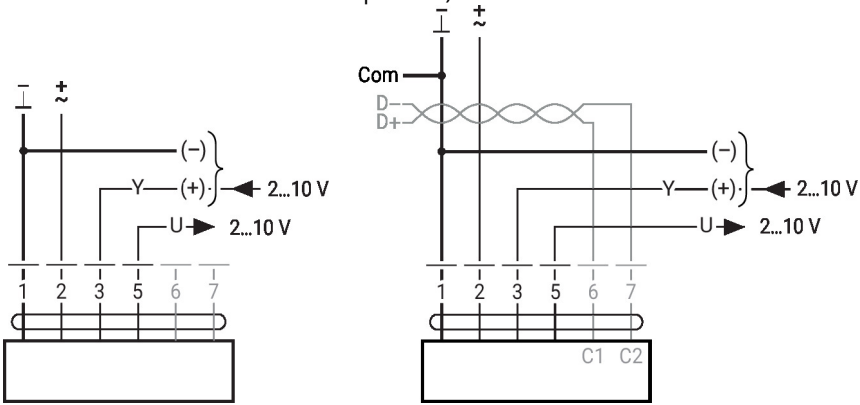 − + ~
(−)
Y (+) 2...10 V
U 2...10 V
1 2 3 5 6 7
− + ~
Com
D−
D+
(−)
Y (+) 2...10 V
U 2...10 V
1 2 3 5 6 7
C1 C2